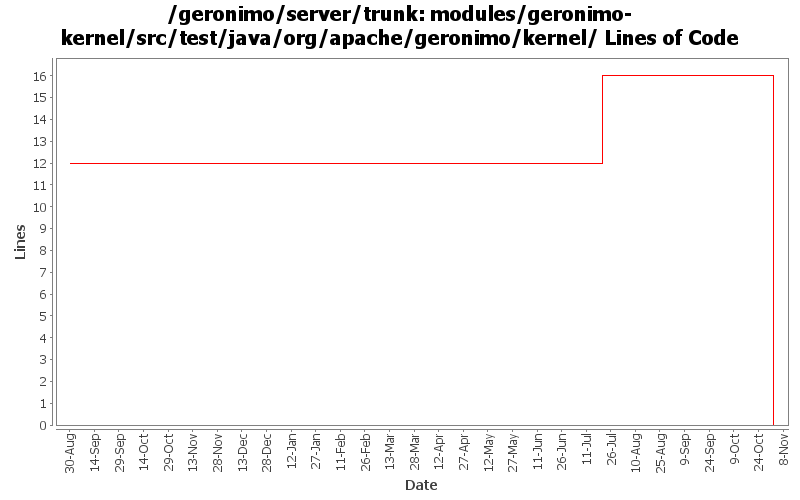 /geronimo/server/trunk: modules/geronimo-
kernel/src/test/java/org/apache/geronimo/kernel/ Lines of Code
16
15
14
13
12
11
10
9
8
7
6
5
4
3
2
1
0
Lines
30-Aug
14-Sep
29-Sep
14-Oct
29-Oct
13-Nov
28-Nov
13-Dec
28-Dec
12-Jan
27-Jan
11-Feb
26-Feb
13-Mar
28-Mar
12-Apr
27-Apr
12-May
27-May
11-Jun
26-Jun
11-Jul
26-Jul
10-Aug
25-Aug
9-Sep
24-Sep
9-Oct
24-Oct
8-Nov
Date